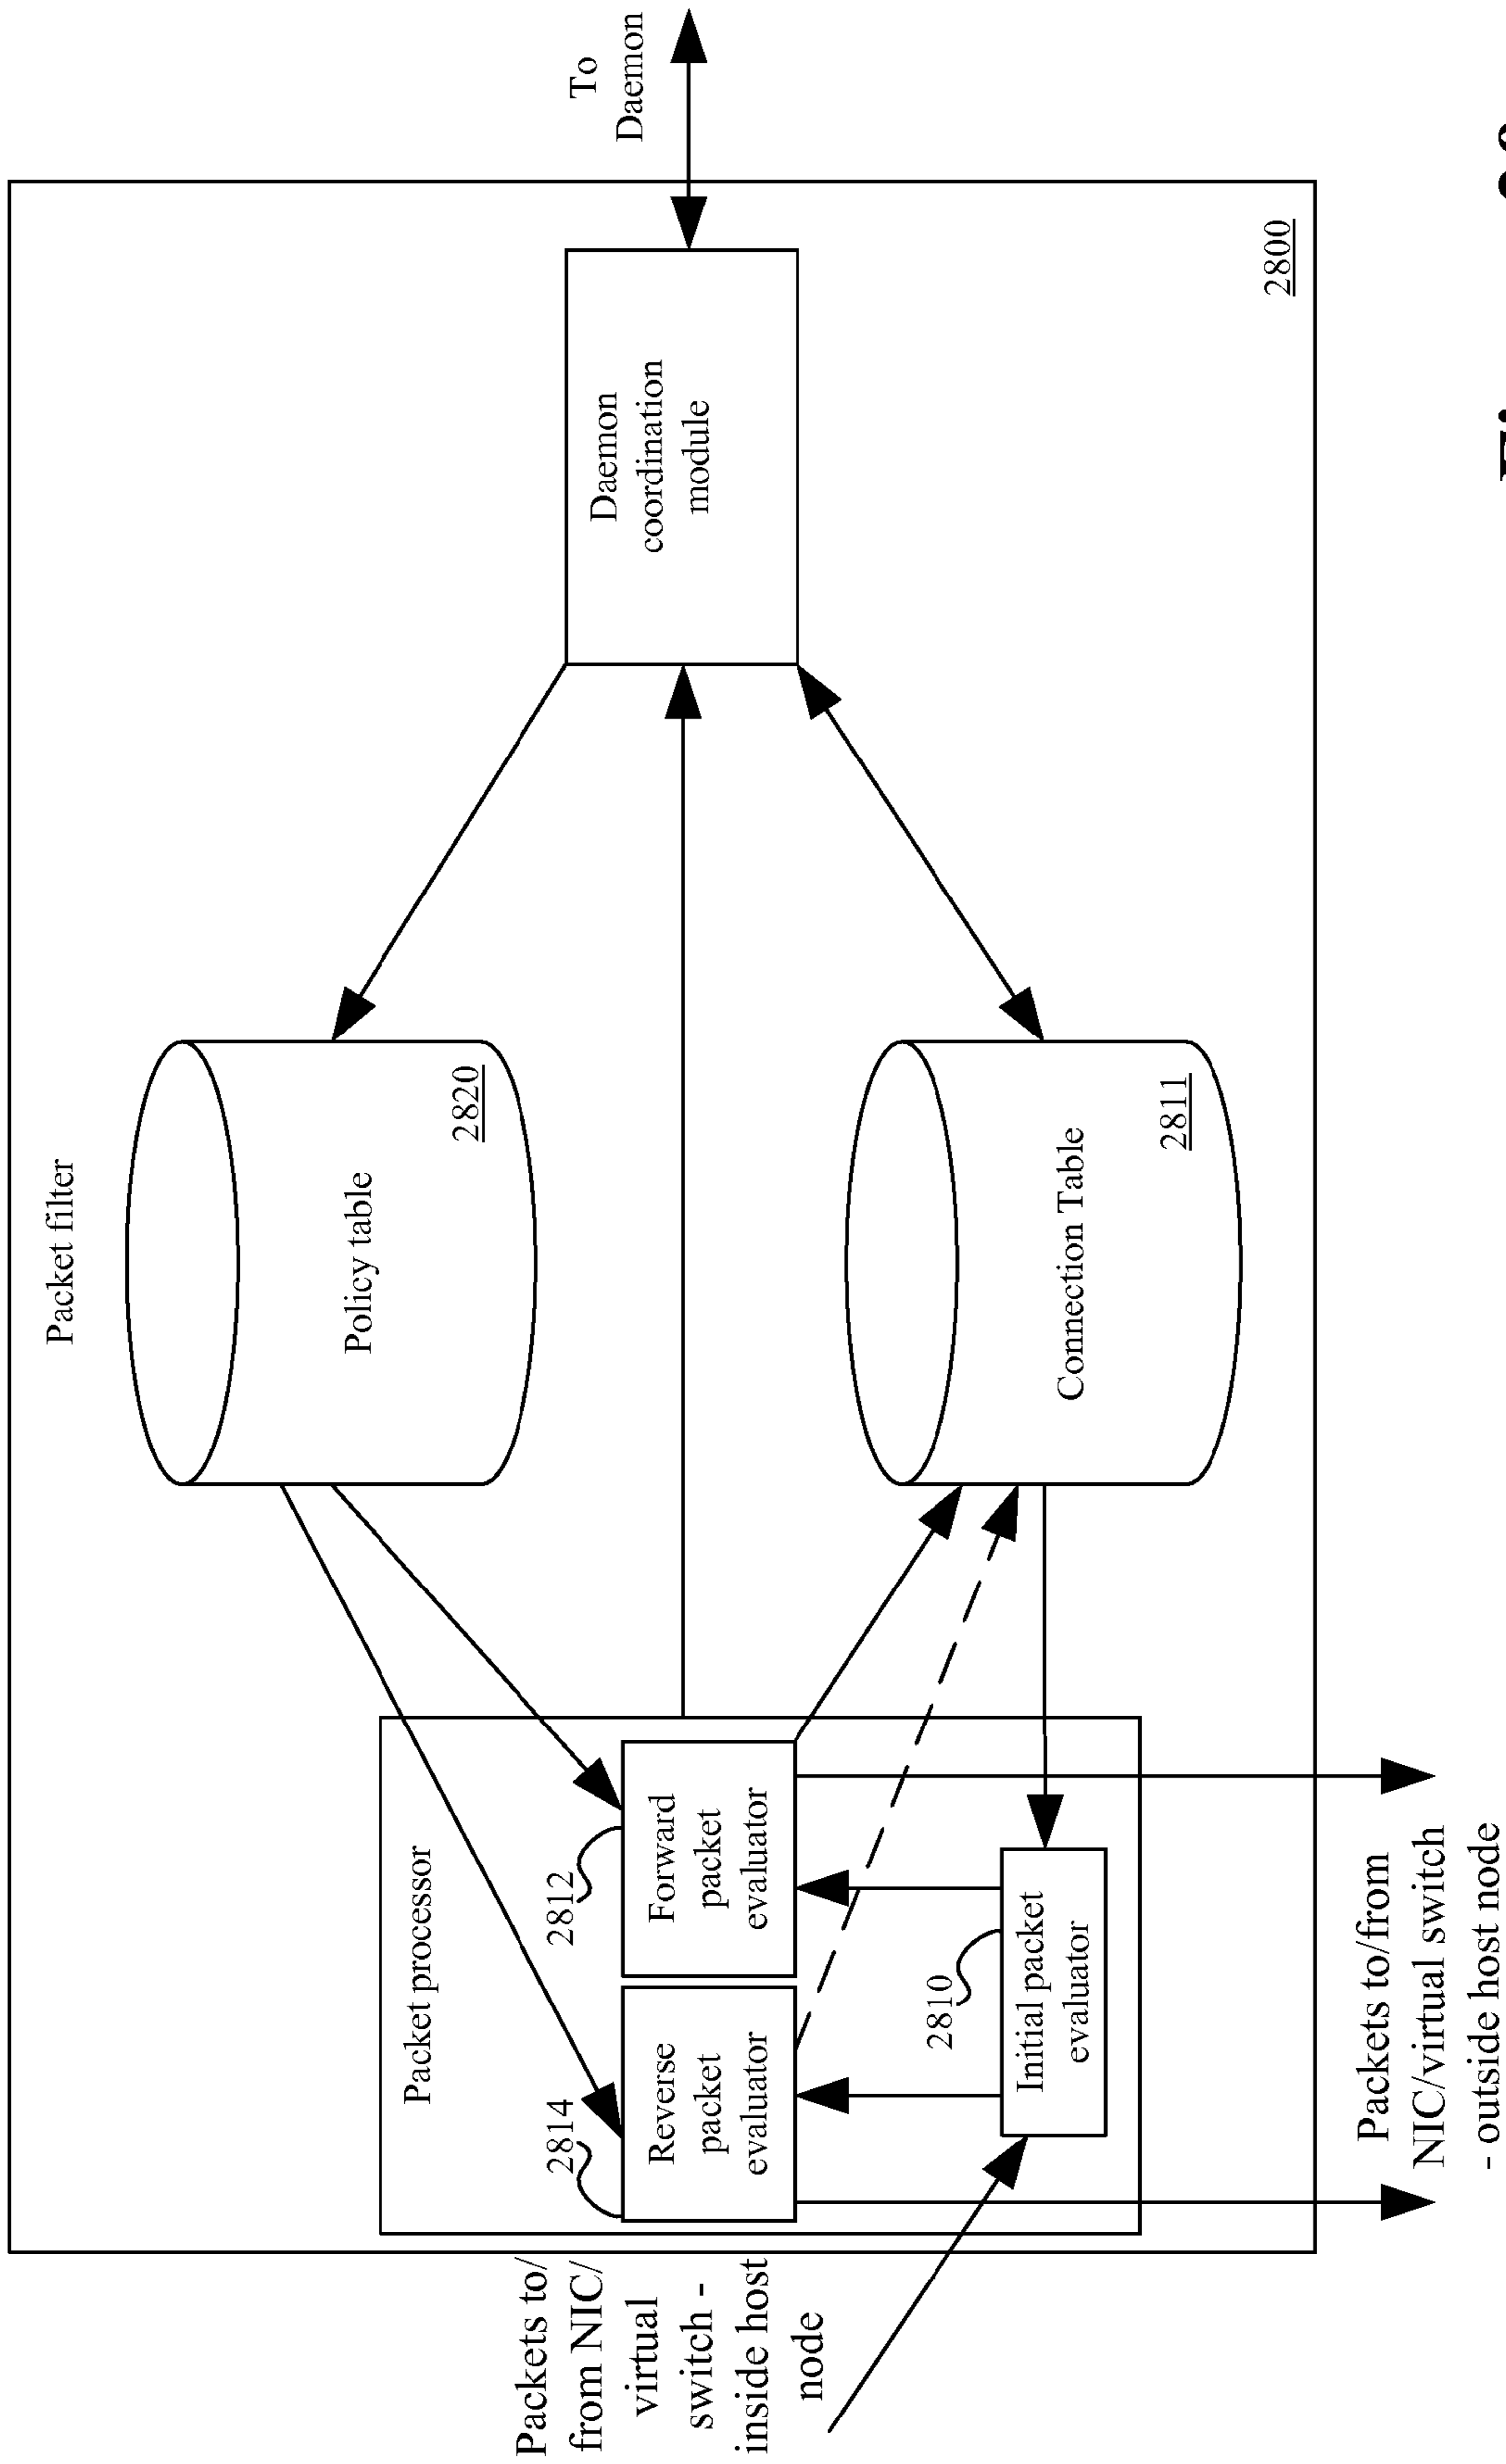 Packet filter
Policy table
2820
Packet processor
2814
2812
Reverse
packet
evaluator
Forward
packet
evaluator
2810
Initial packet
evaluator
Connection Table
2811
Daemon
coordination
module
To
Daemon
2800
Packets to/
from NIC/
virtual
switch -
inside host
node
Packets to/from
NIC/virtual switch
- outside host node